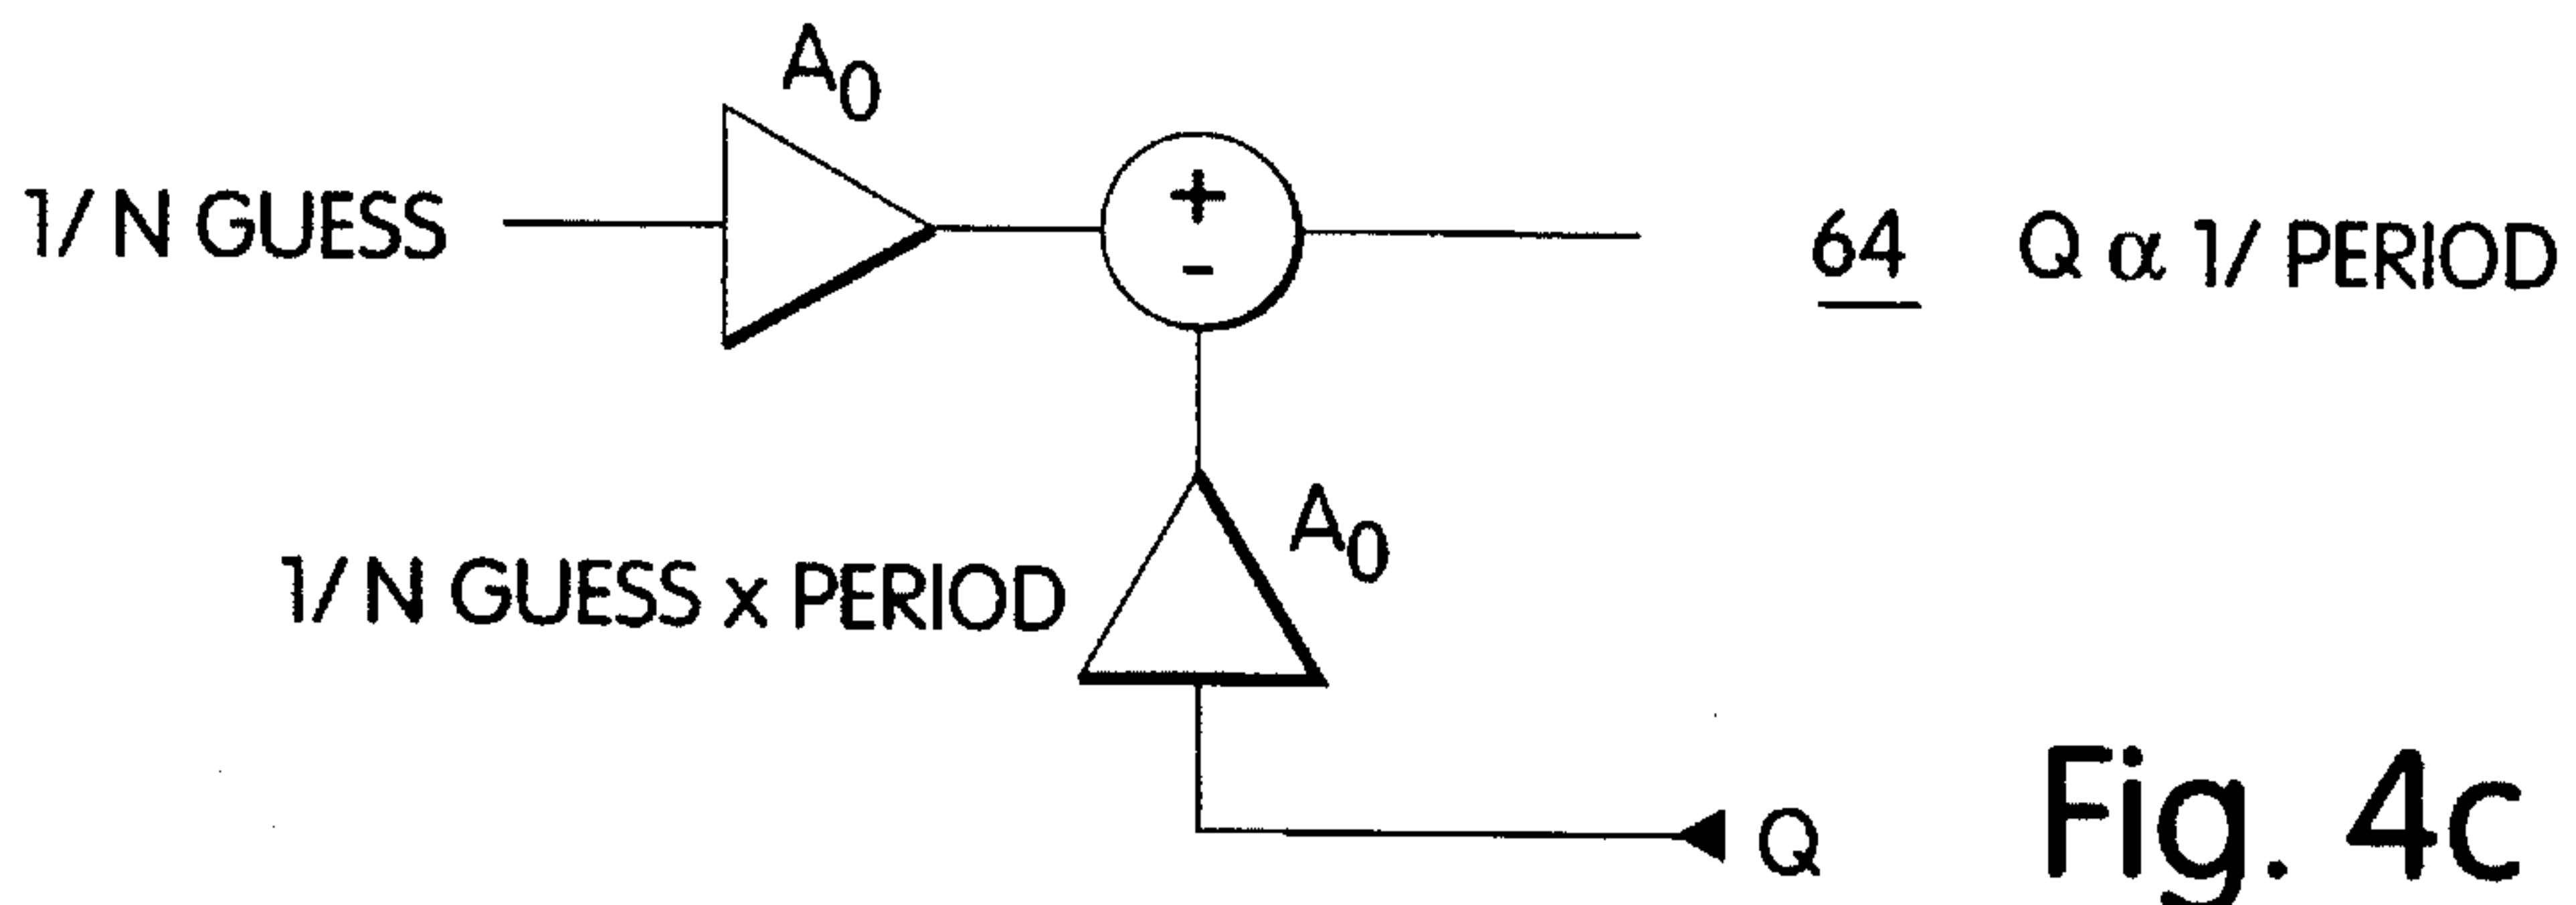 A0
1/ N GUESS
+
-
64 Q α 1/ PERIOD
1/ N GUESS x PERIOD
A0
Q
Fig. 4c